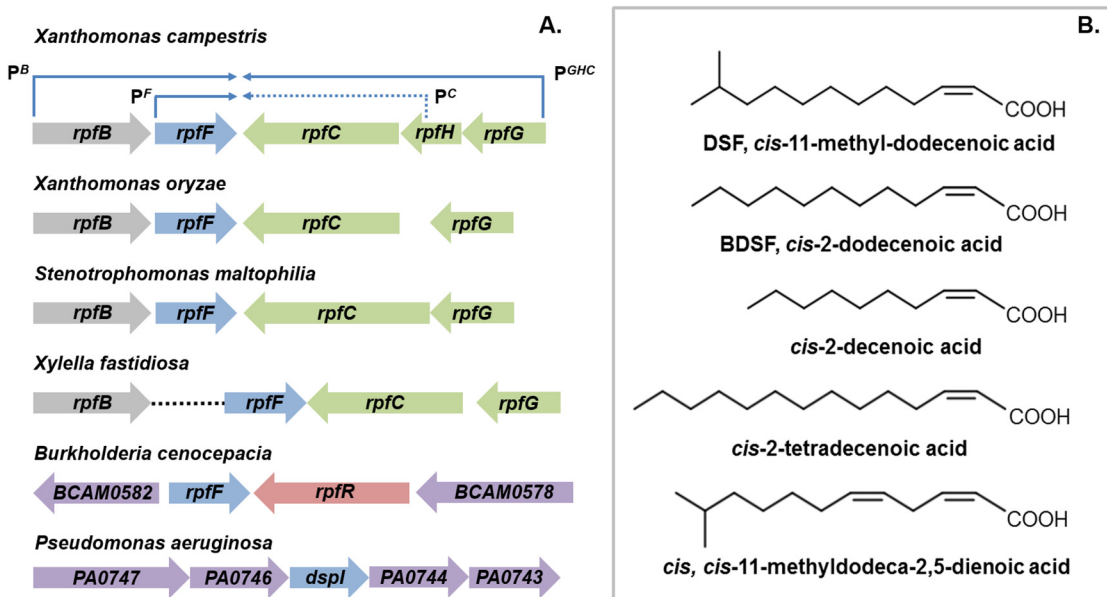 Xanthomonas campestris
A.
P^B
P^GHC
P^F
P^C
rpfB rpfF rpfC rpfH rpfG
Xanthomonas oryzae
rpfB rpfF rpfC rpfG
Stenotrophomonas maltophilia
rpfB rpfF rpfC rpfG
Xylella fastidiosa
rpfB rpfF rpfC rpfG
Burkholderia cenocepacia
BCAM0582 rpfF rpfR BCAM0578
Pseudomonas aeruginosa
PA0747 PA0746 dspI PA0744 PA0743
B.
COOH
DSF, cis-11-methyl-dodecenoic acid
COOH
BDSF, cis-2-dodecenoic acid
COOH
cis-2-decenoic acid
COOH
cis-2-tetradecenoic acid
COOH
cis, cis-11-methyldodeca-2,5-dienoic acid